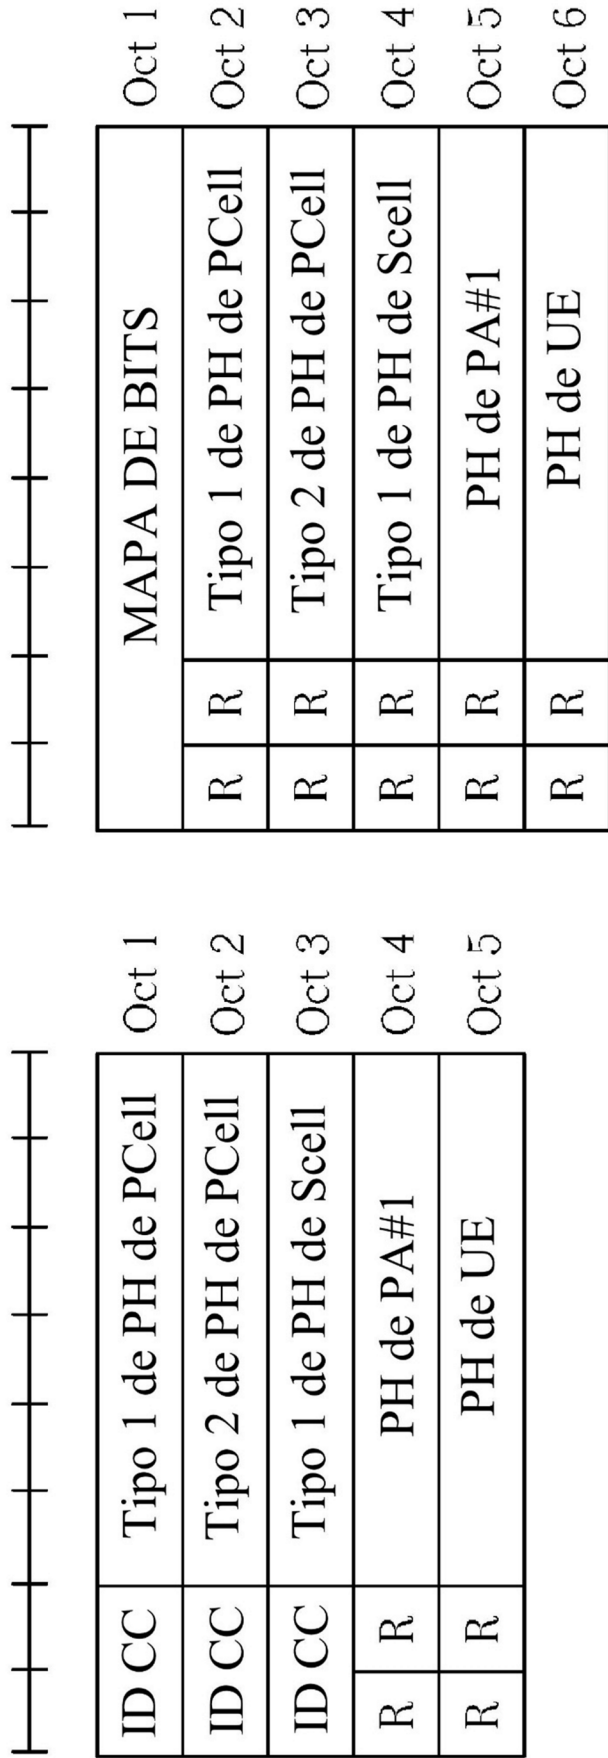 ID CC Tipo 1 de PH de PCell Oct 1
ID CC Tipo 2 de PH de PCell Oct 2
ID CC Tipo 1 de PH de Scell Oct 3
R R PH de PA#1 Oct 4
R R PH de UE Oct 5
MAPA DE BITS Oct 1
R R Tipo 1 de PH de PCell Oct 2
R R Tipo 2 de PH de PCell Oct 3
R R Tipo 1 de PH de Scell Oct 4
R R PH de PA#1 Oct 5
R R PH de UE Oct 6